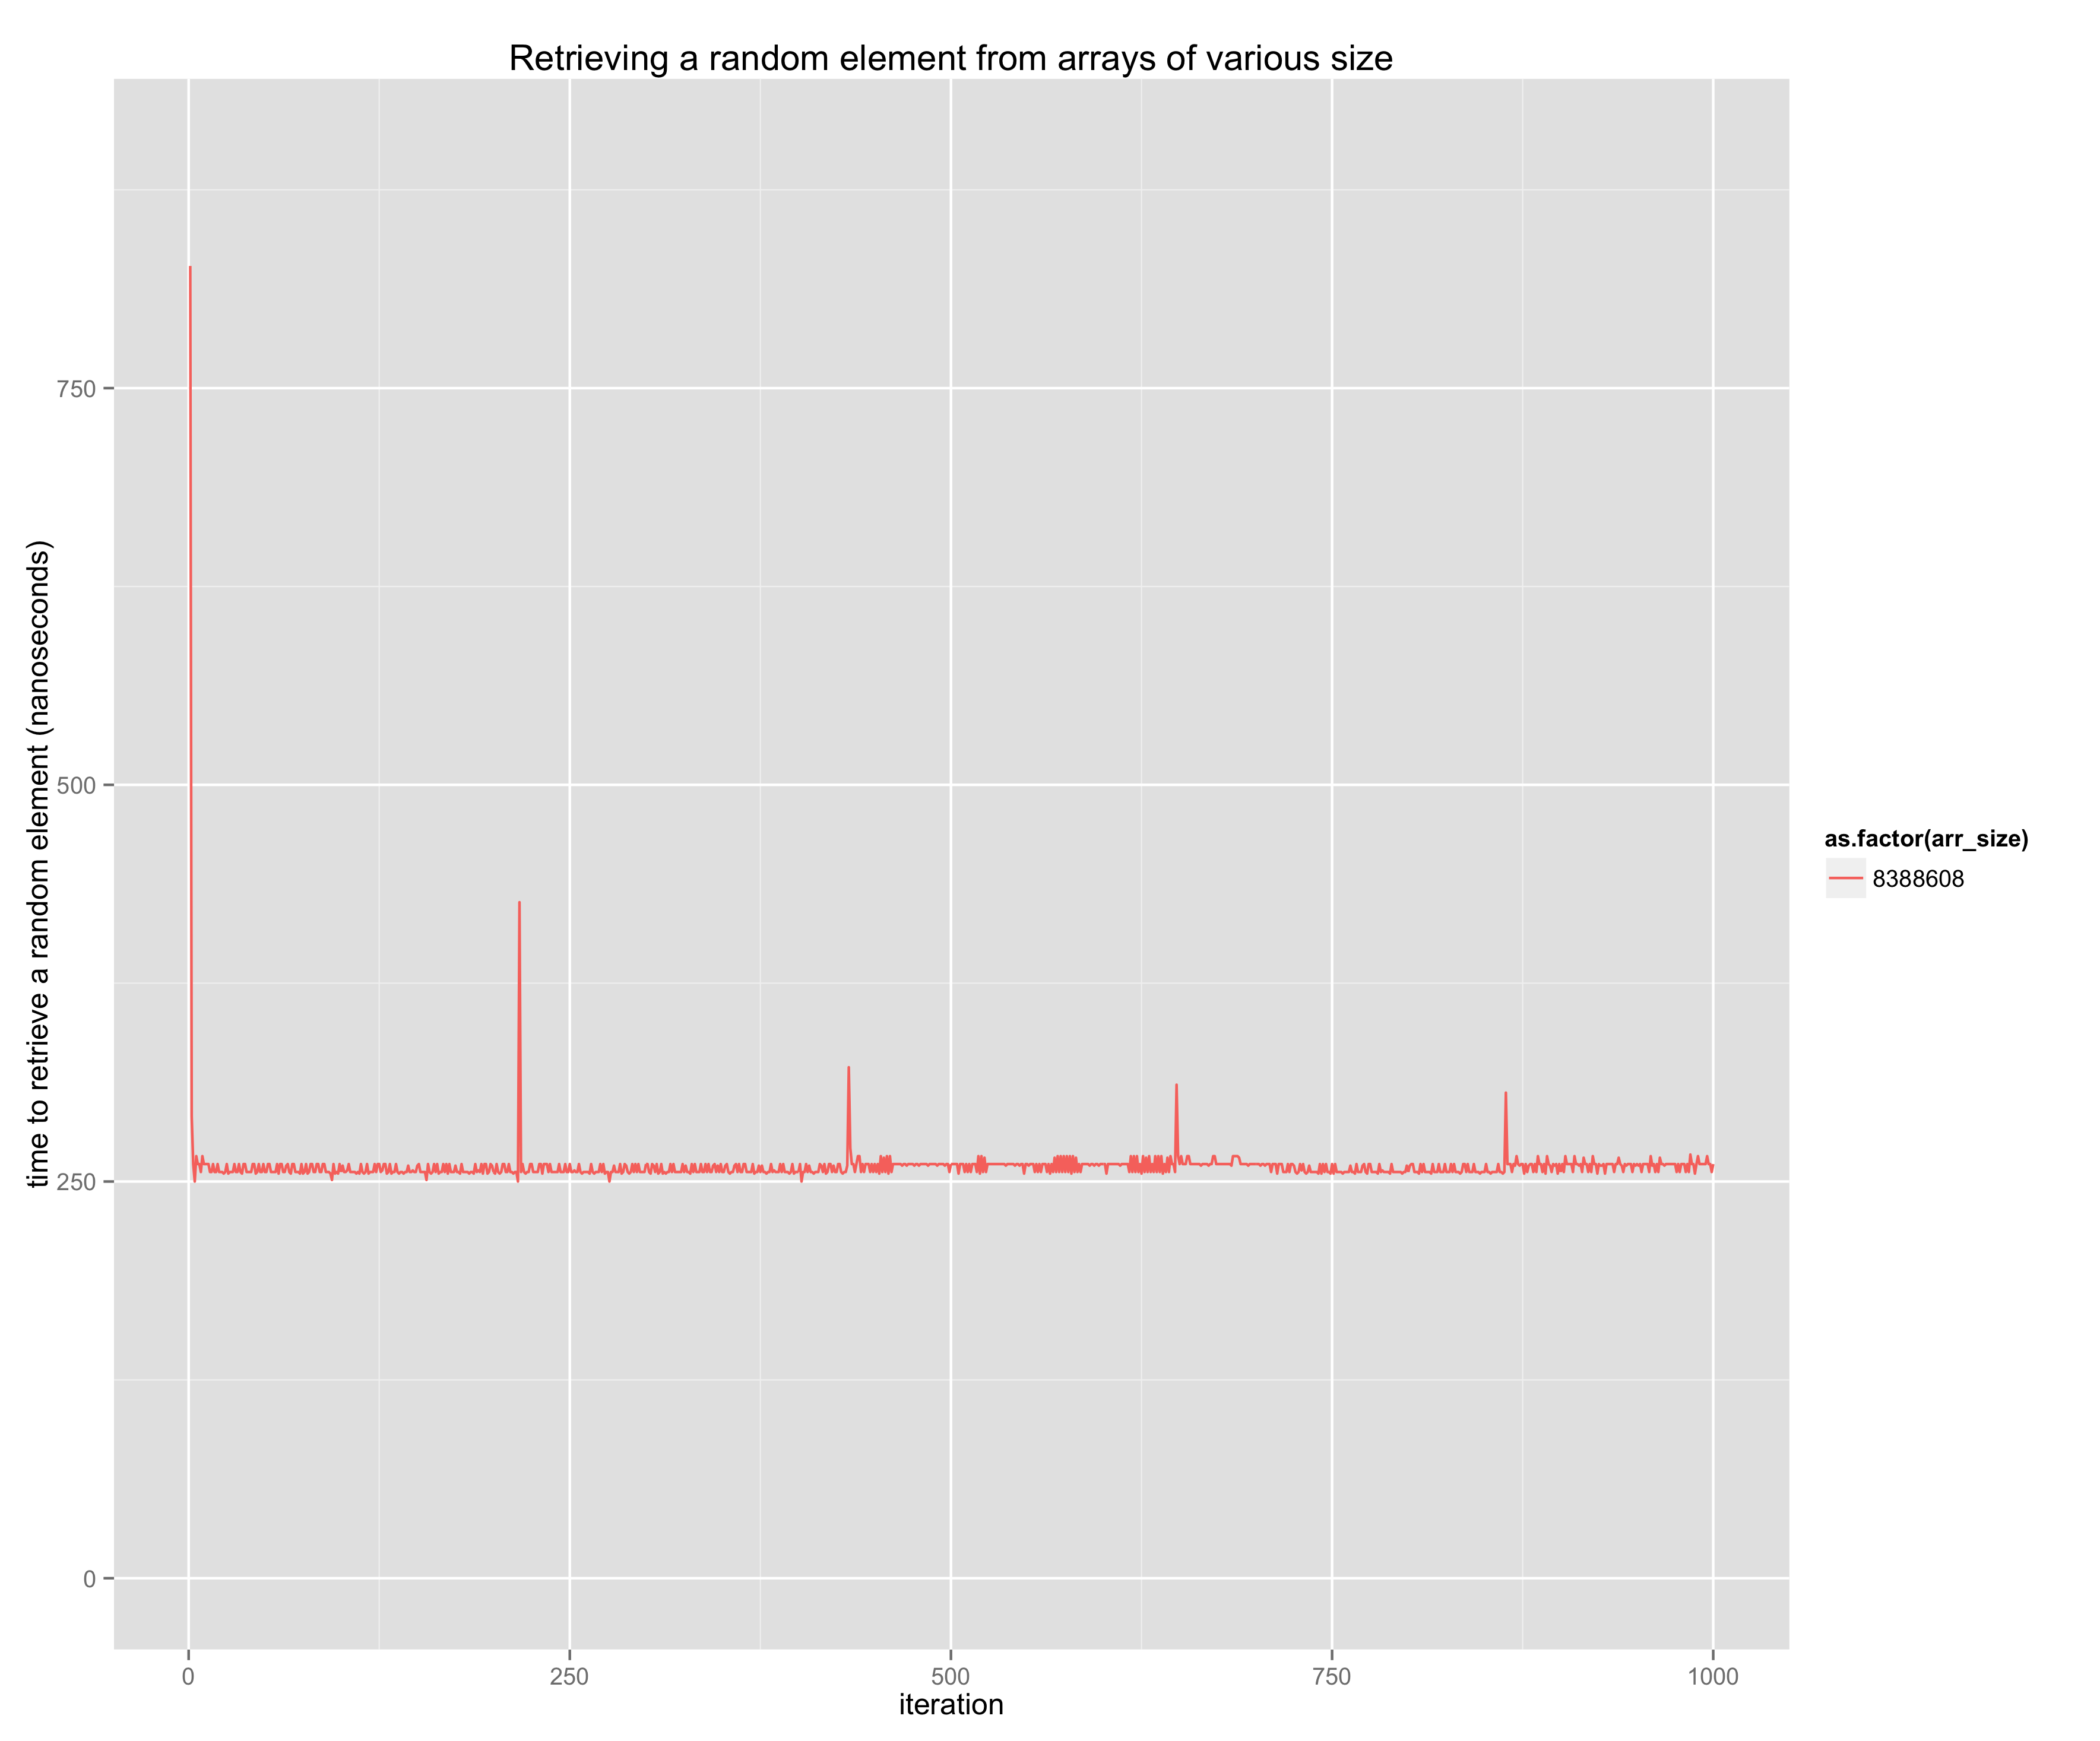 Retrieving a random element from arrays of various size
time to retrieve a random element (nanoseconds)
750
500
250
0
0 250 500 750 1000
iteration
as.factor(arr_size)
8388608